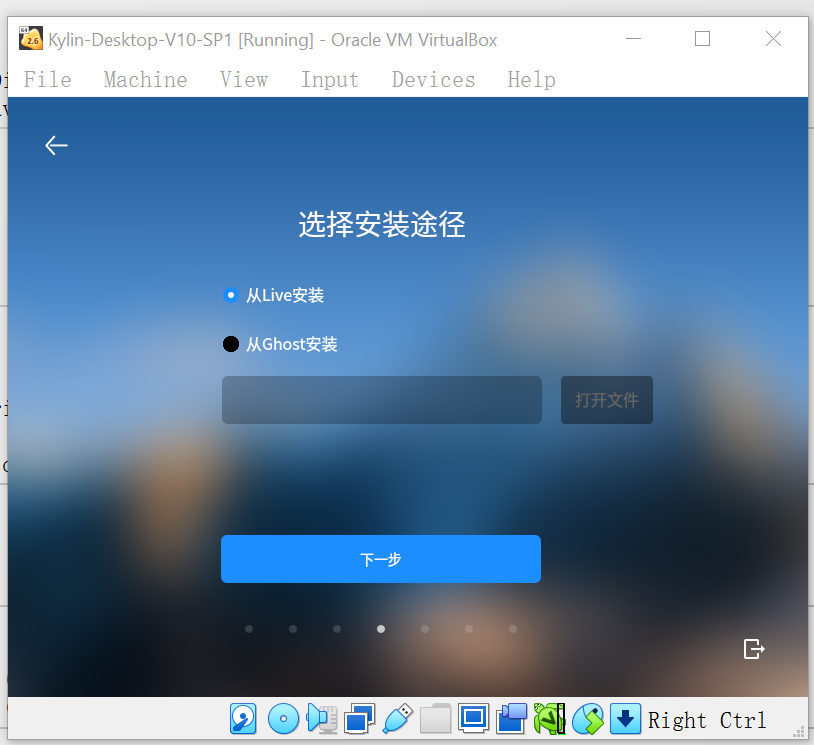 64
2.6
Kylin-Desktop-V10-SP1 [Running] - Oracle VM VirtualBox
File Machine View Input Devices Help
选择安装途径
从Live安装
从Ghost安装
打开文件
下一步
Right Ctrl